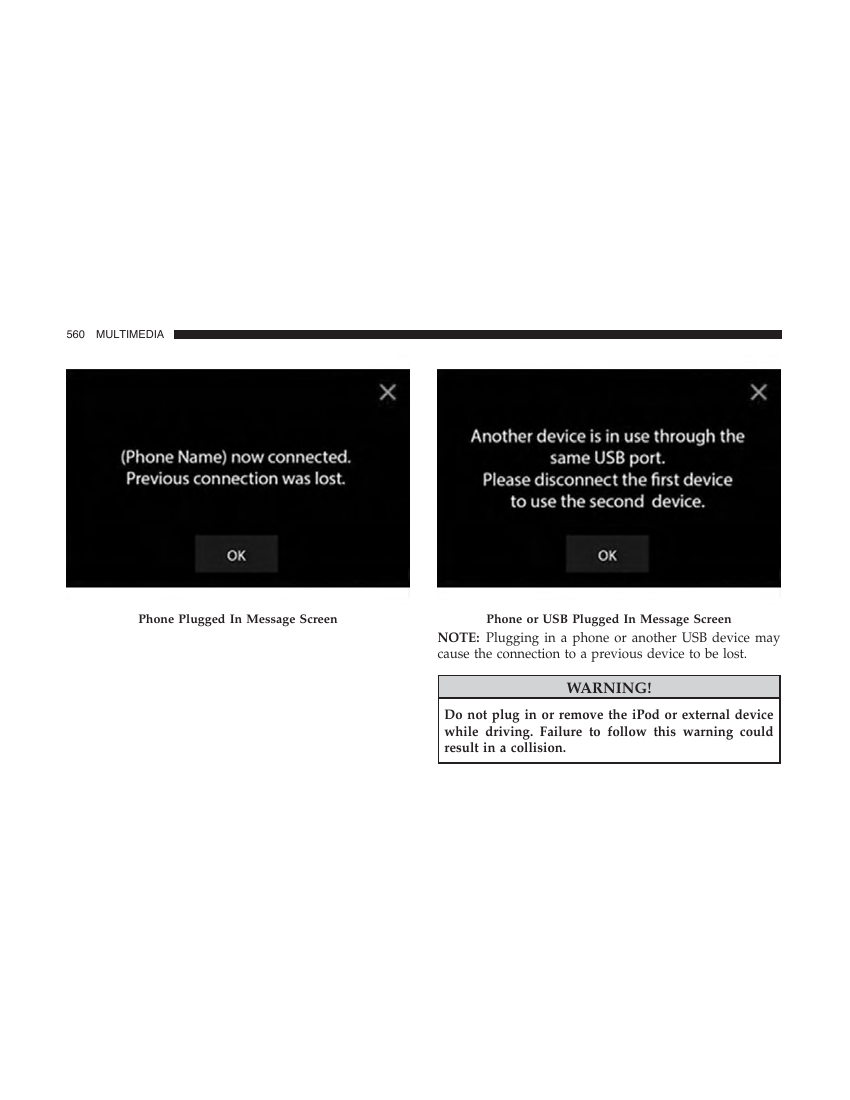 560 MULTIMEDIA
(Phone Name) now connected.
Previous connection was lost.
OK
Phone Plugged In Message Screen
Another device is in use through the
same USB port.
Please disconnect the first device
to use the second device.
OK
Phone or USB Plugged In Message Screen
NOTE: Plugging in a phone or another USB device may
cause the connection to a previous device to be lost.
WARNING!
Do not plug in or remove the iPod or external device
while driving. Failure to follow this warning could
result in a collision.